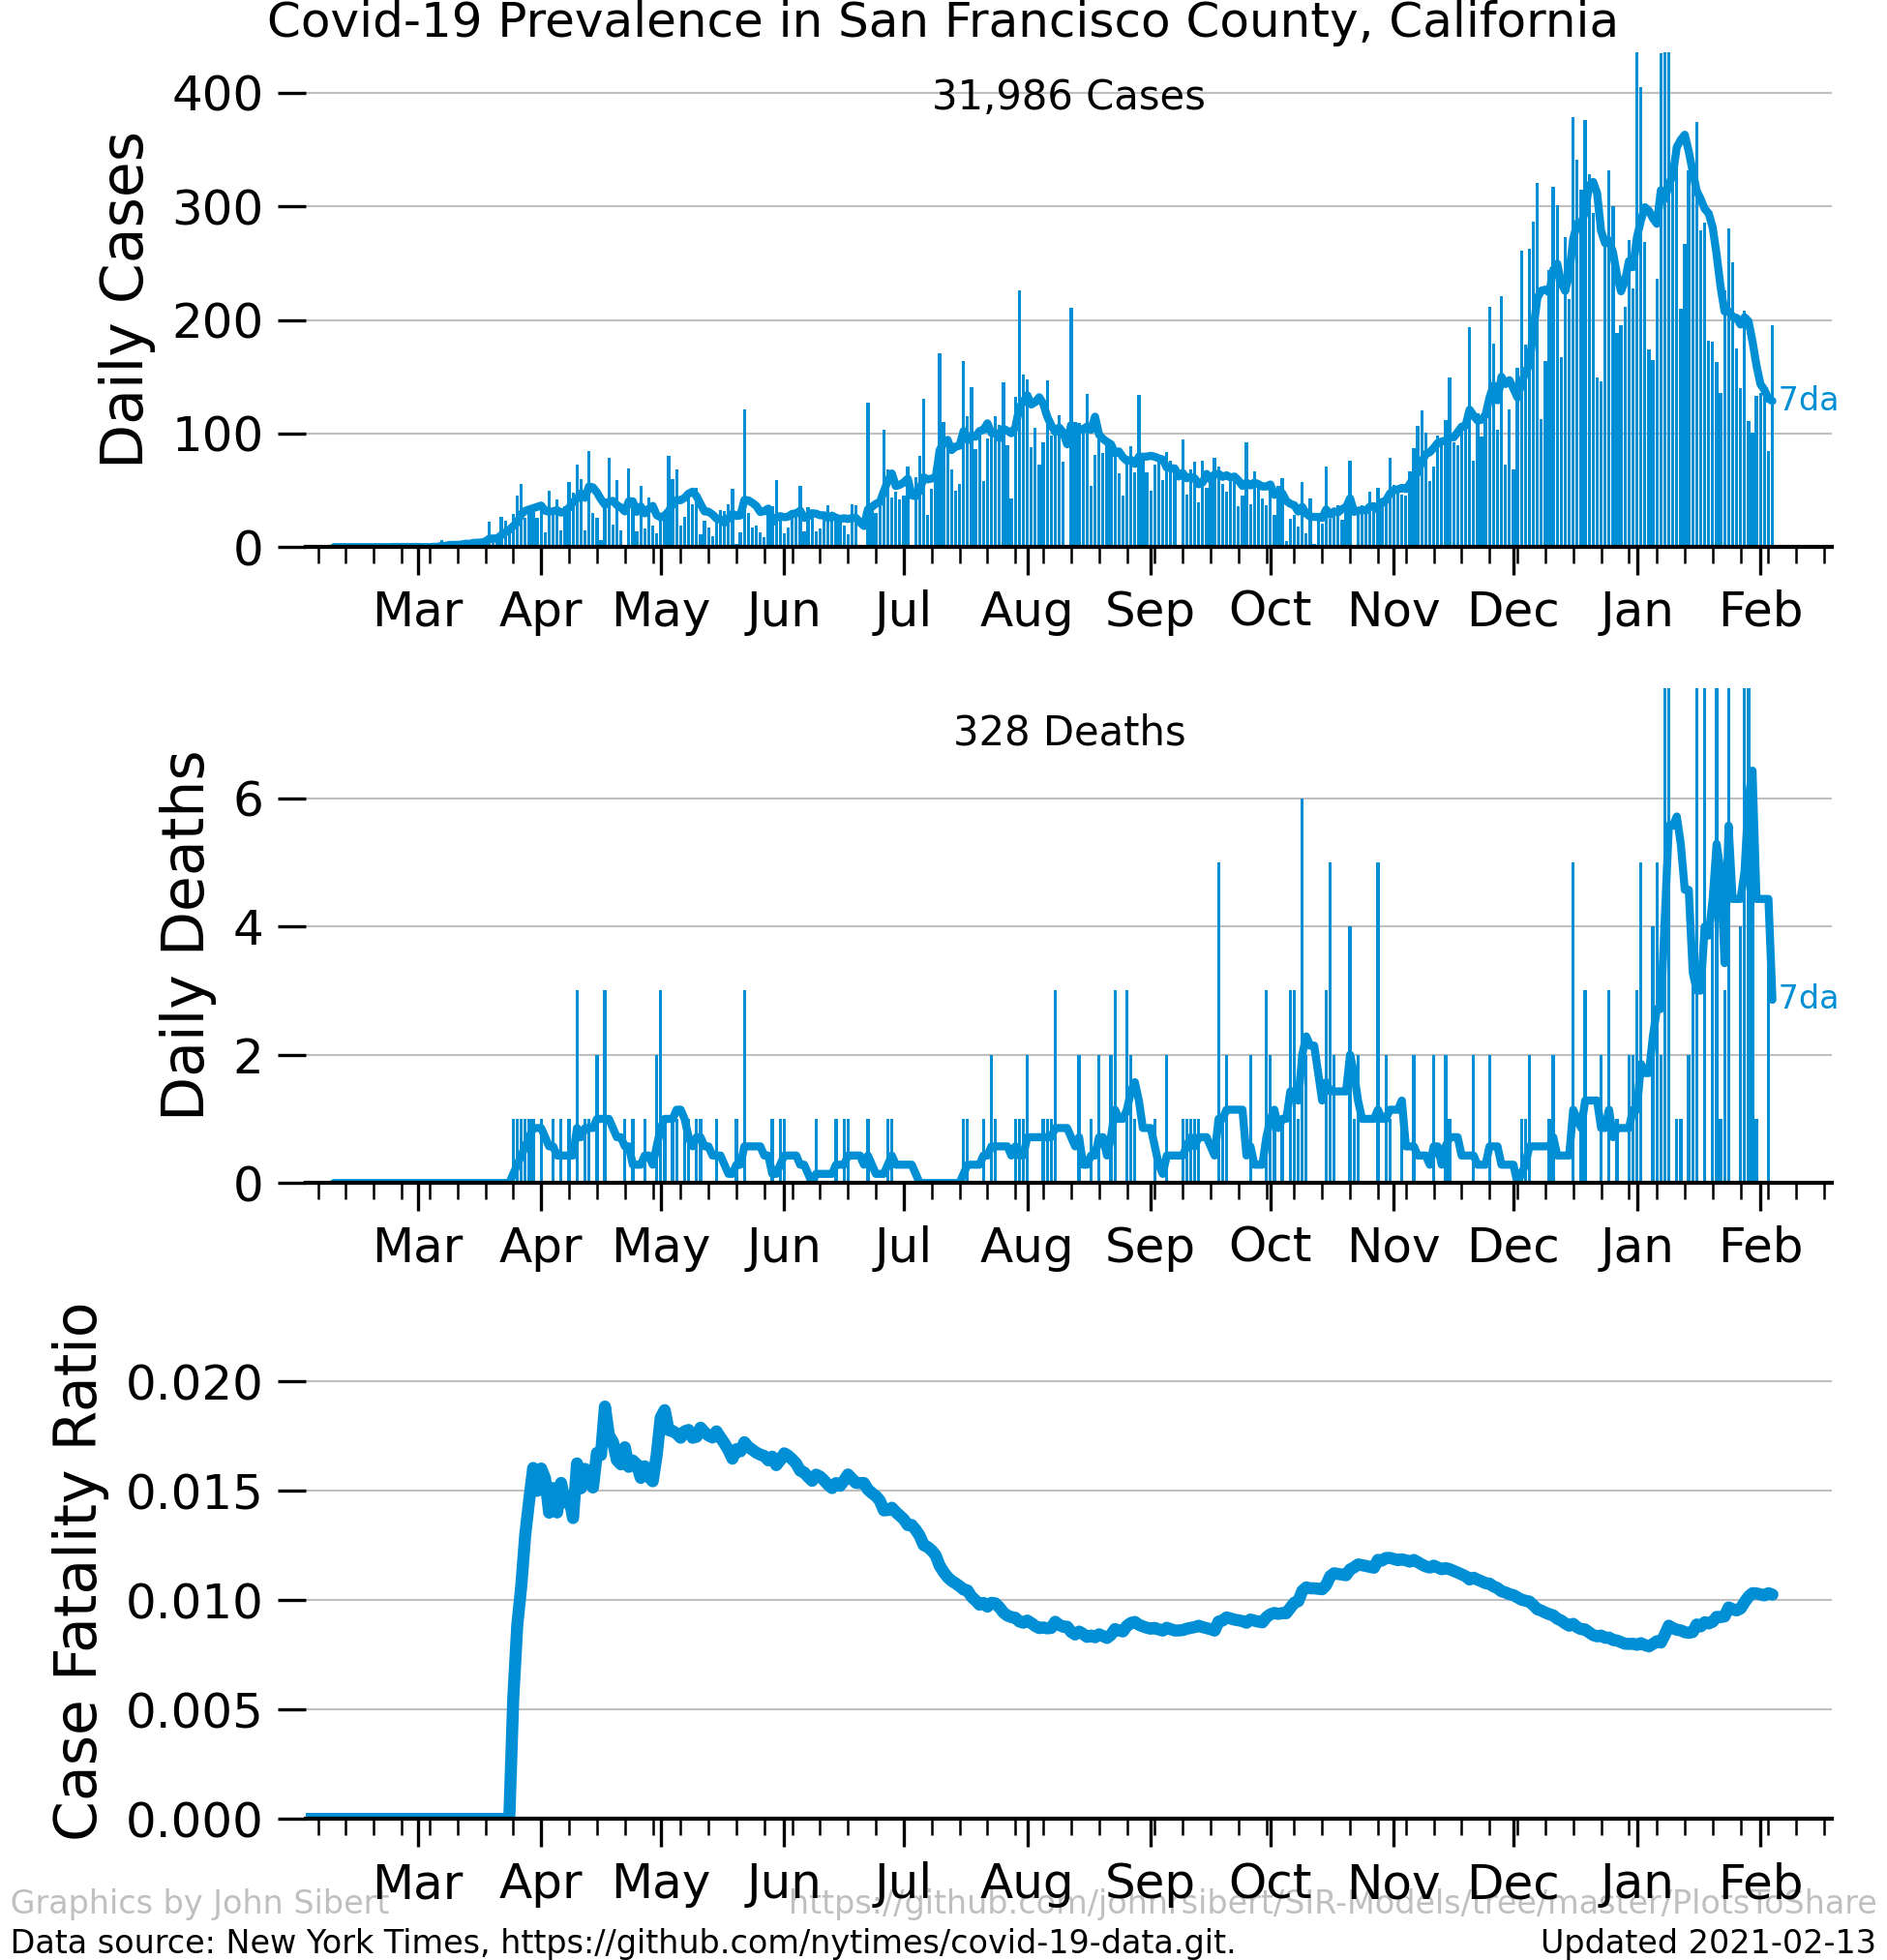 Covid-19 Prevalence in San Francisco County, California
31,986 Cases
Daily Cases
400
300
200
100
0
7da
Mar Apr May Jun Jul Aug Sep Oct Nov Dec Jan Feb
328 Deaths
Daily Deaths
6
4
2
0
7da
Mar Apr May Jun Jul Aug Sep Oct Nov Dec Jan Feb
Case Fatality Ratio
0.020
0.015
0.010
0.005
0.000
Mar Apr May Jun Jul Aug Sep Oct Nov Dec Jan Feb
Graphics by John Sibert https://github.com/johnrsibert/SIR-Models/tree/master/PlotsToShare
Data source: New York Times, https://github.com/nytimes/covid-19-data.git. Updated 2021-02-13